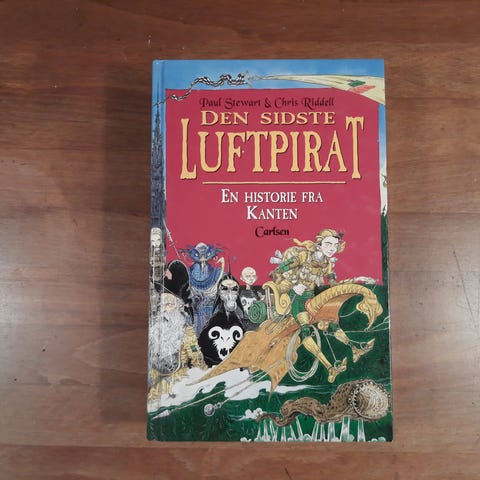 Paul Stewart & Chris Riddell
DEN SIDSTE
LUFTPIRAT
EN HISTORIE FRA
KANTEN
Carlsen